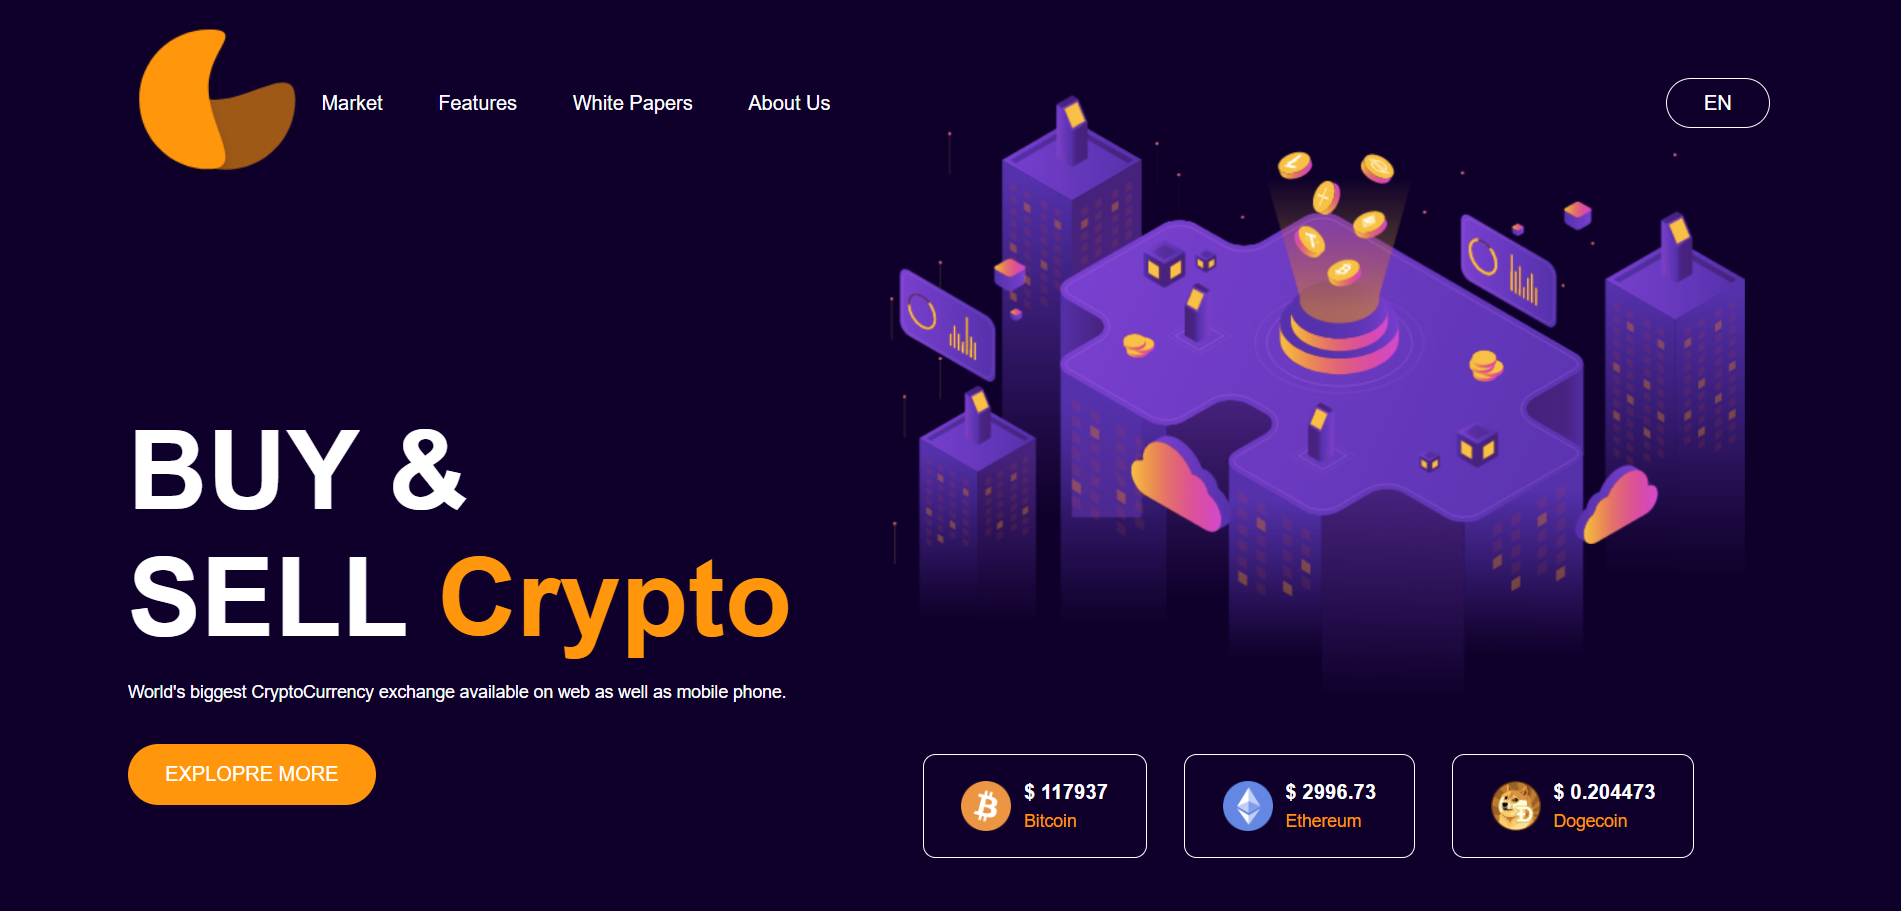 Market Features White Papers About Us EN
BUY &
SELL Crypto
World's biggest CryptoCurrency exchange available on web as well as mobile phone.
EXPLOPRE MORE
$ 117937
Bitcoin
$ 2996.73
Ethereum
$ 0.204473
Dogecoin